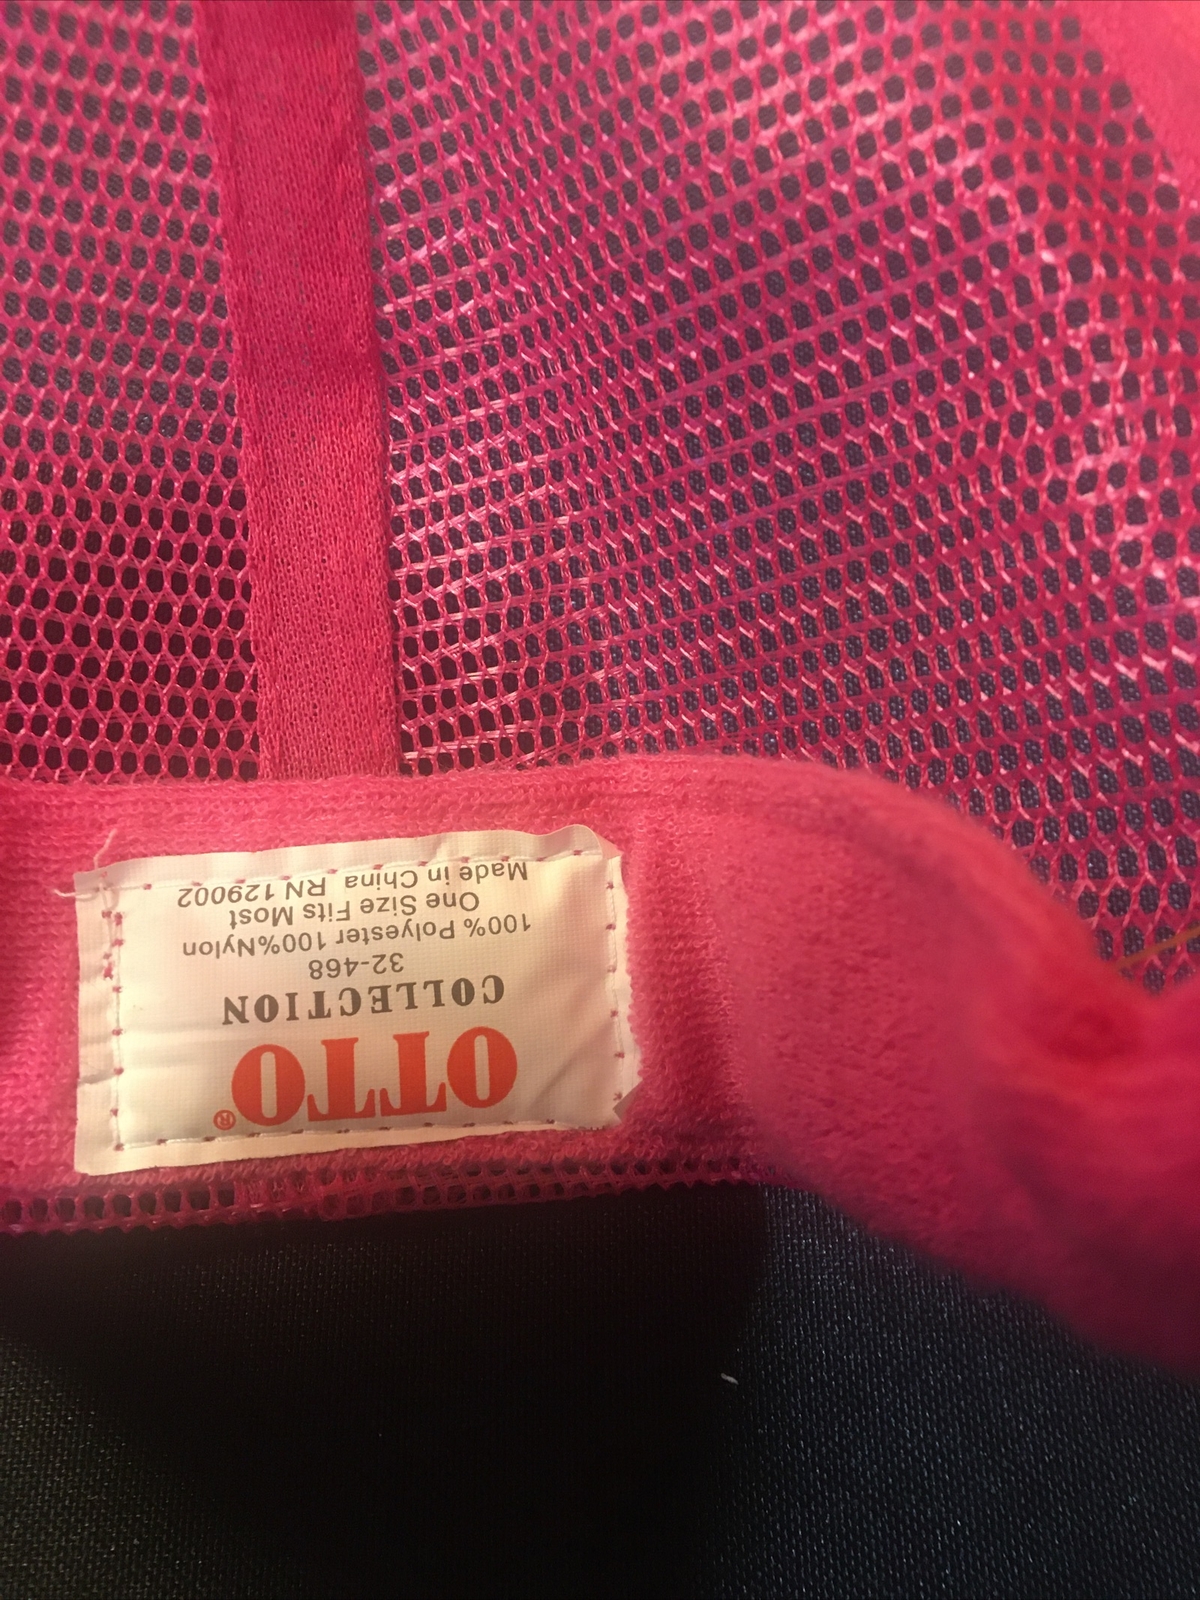 OTTO®
COLLECTION
32-468
100% Polyester 100%Nylon
One Size Fits Most
Made in China RN 129002